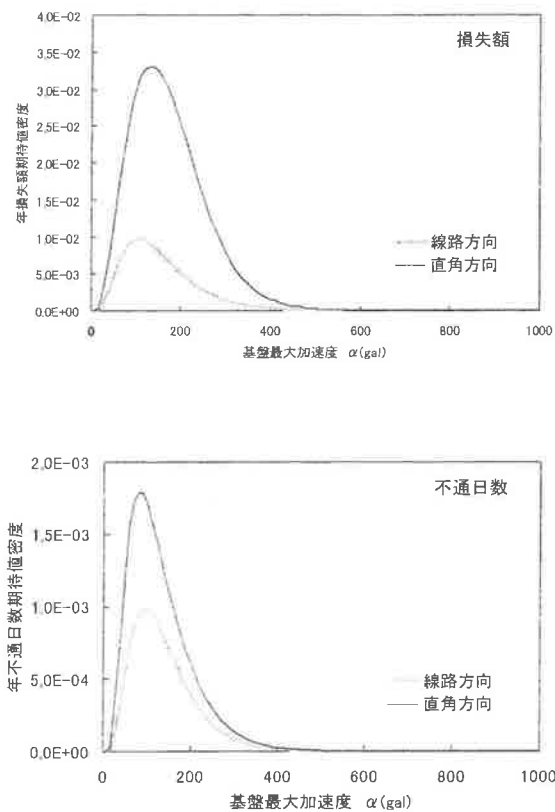 損失額
年損失額期待値密度
4.0E-02
3.5E-02
3.0E-02
2.5E-02
2.0E-02
1.5E-02
1.0E-02
5.0E-03
0.0E+00
線路方向
直角方向
0 200 400 600 800 1000
基盤最大加速度 α(gal)
不通日数
年不通日数期待値密度
2.0E-03
1.5E-03
1.0E-03
5.0E-04
0.0E+00
線路方向
直角方向
0 200 400 600 800 1000
基盤最大加速度 α(gal)